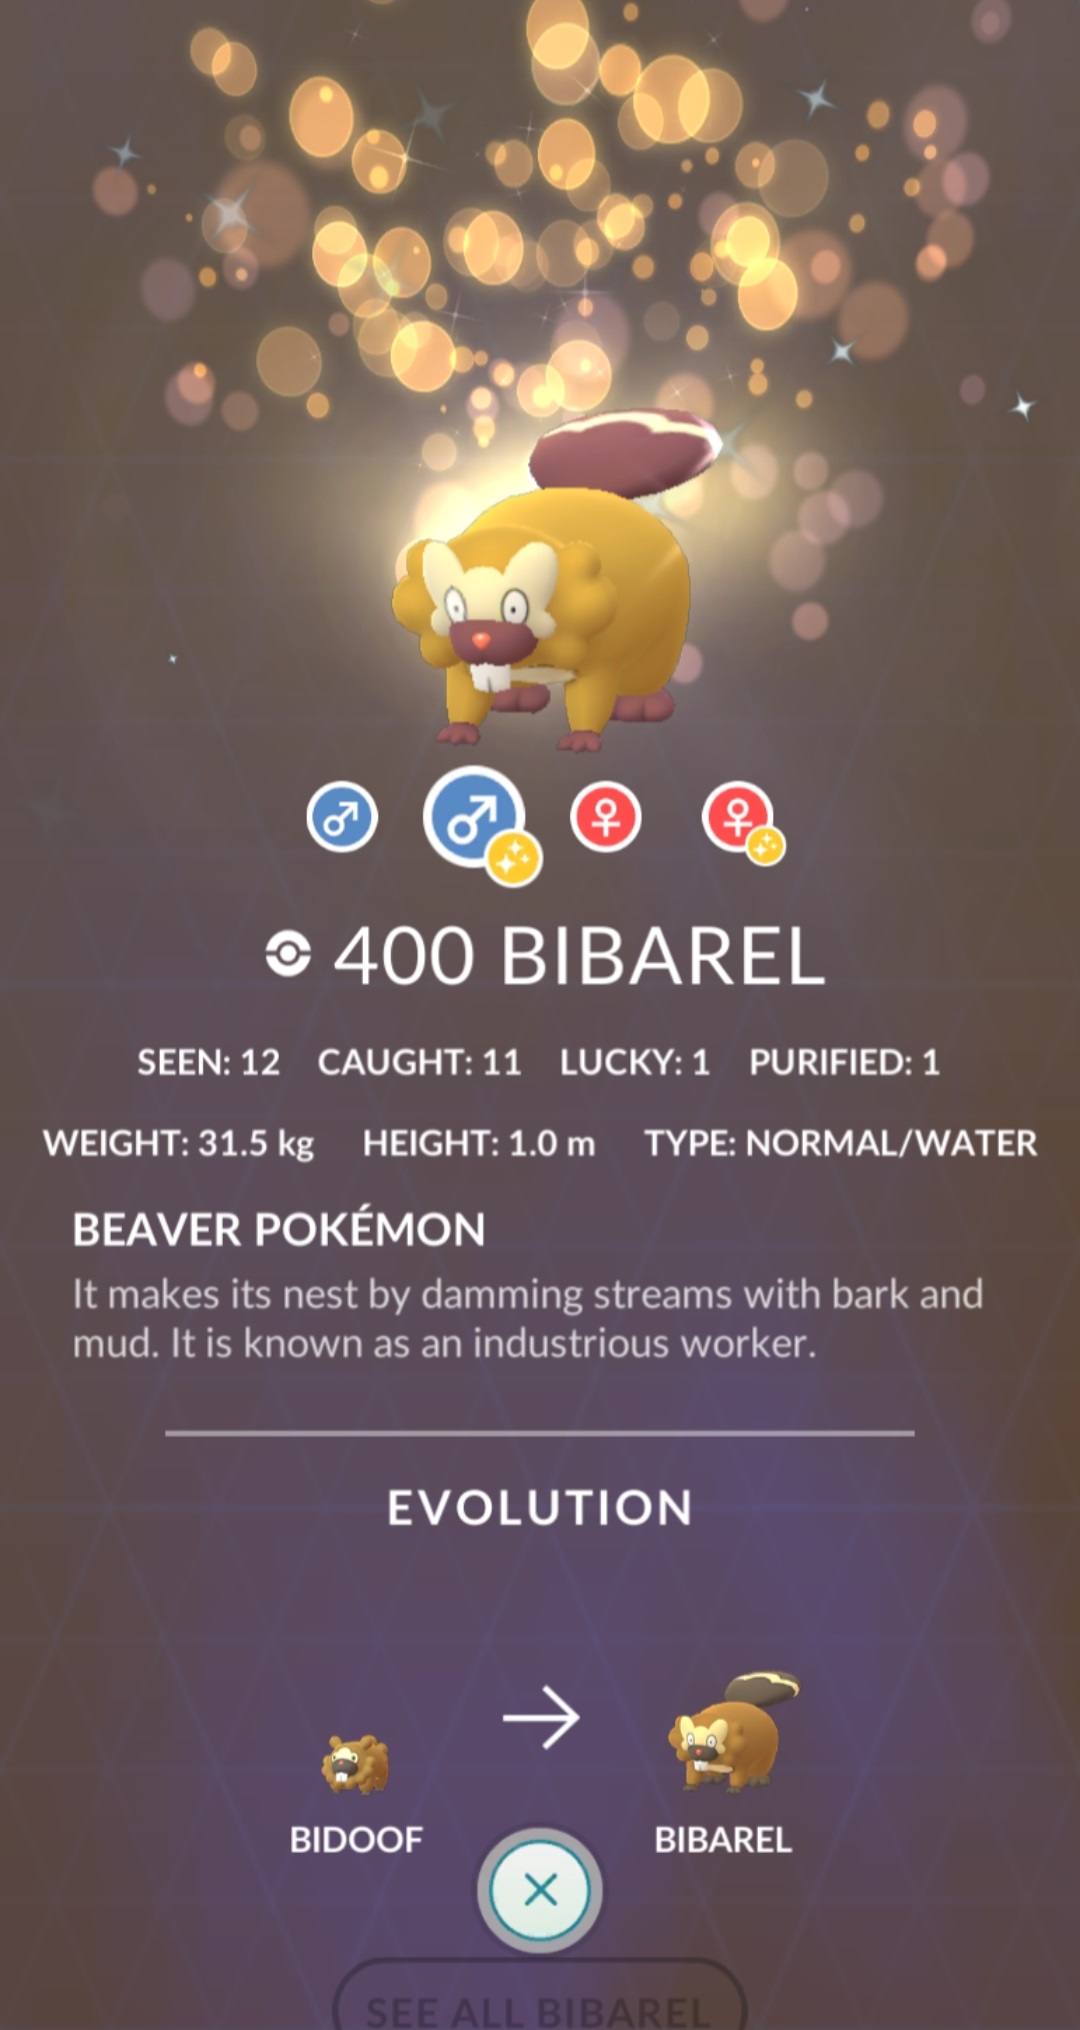 400 BIBAREL
SEEN: 12 CAUGHT: 11 LUCKY: 1 PURIFIED: 1
WEIGHT: 31.5 kg HEIGHT: 1.0 m TYPE: NORMAL/WATER
BEAVER POKÉMON
It makes its nest by damming streams with bark and
mud. It is known as an industrious worker.
EVOLUTION
BIDOOF BIBAREL
SEE ALL BIBAREL